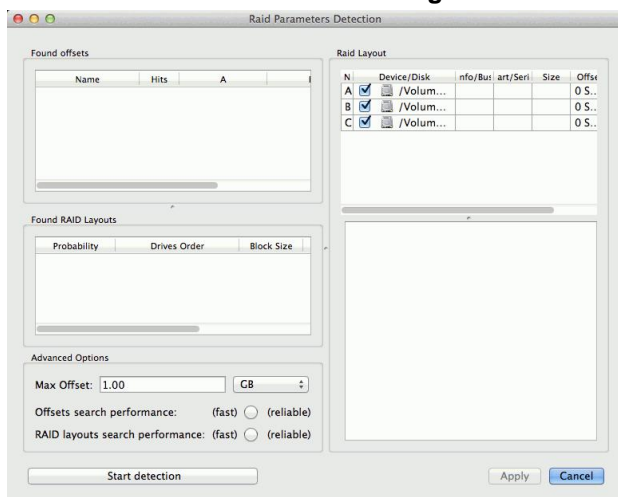 Raid Parameters Detection
Found offsets
Name Hits A
Raid Layout
N Device/Disk nfo/Bus art/Seri Size Offse
A /Volum... 0 S..
B /Volum... 0 S..
C /Volum... 0 S..
Found RAID Layouts
Probability Drives Order Block Size
Advanced Options
Max Offset: 1.00 GB
Offsets search performance: (fast) (reliable)
RAID layouts search performance: (fast) (reliable)
Start detection
Apply Cancel